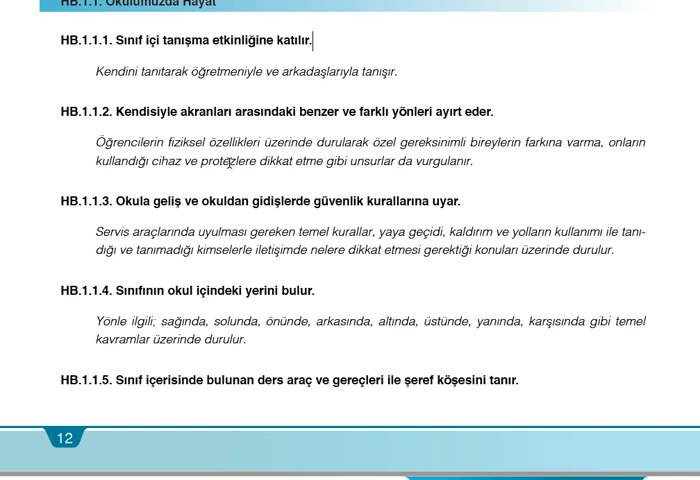 HB.1.1. Okulumuzda Hayat
HB.1.1.1. Sınıf içi tanışma etkinliğine katılır.
Kendini tanıtarak öğretmeniyle ve arkadaşlarıyla tanışır.
HB.1.1.2. Kendisiyle akranları arasındaki benzer ve farklı yönleri ayırt eder.
Öğrencilerin fiziksel özellikleri üzerinde durularak özel gereksinimli bireylerin farkına varma, onların
kullandığı cihaz ve protezlere dikkat etme gibi unsurlar da vurgulanır.
HB.1.1.3. Okula geliş ve okuldan gidişlerde güvenlik kurallarına uyar.
Servis araçlarında uyulması gereken temel kurallar, yaya geçidi, kaldırım ve yolların kullanımı ile tanı-
dığı ve tanımadığı kimselerle iletişimde nelere dikkat etmesi gerektiği konuları üzerinde durulur.
HB.1.1.4. Sınıfının okul içindeki yerini bulur.
Yönle ilgili; sağında, solunda, önünde, arkasında, altında, üstünde, yanında, karşısında gibi temel
kavramlar üzerinde durulur.
HB.1.1.5. Sınıf içerisinde bulunan ders araç ve gereçleri ile şeref köşesini tanır.
12